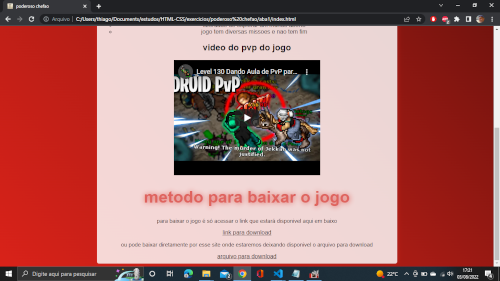 poderoso chefao
Arquivo | C:/Users/thiago/Documents/estudos/HTML-CSS/exercicios/poderoso%20chefao/aba1/index.html
jogo tem diversas missoes e nao tem fim
video do pvp do jogo
Level 130 Dando Aula de PvP par...
DRUID PvP
Warning! The murder of Jekkar was not
justified.
metodo para baixar o jogo
para baixar o jogo é só acessar o link que estará disponivel aqui em baixo
link para download
ou pode baixar diretamente por esse site onde estaremos deixando disponivel o arquivo para download
arquivo para download
Digite aqui para pesquisar
22°C
17:21
03/08/2022